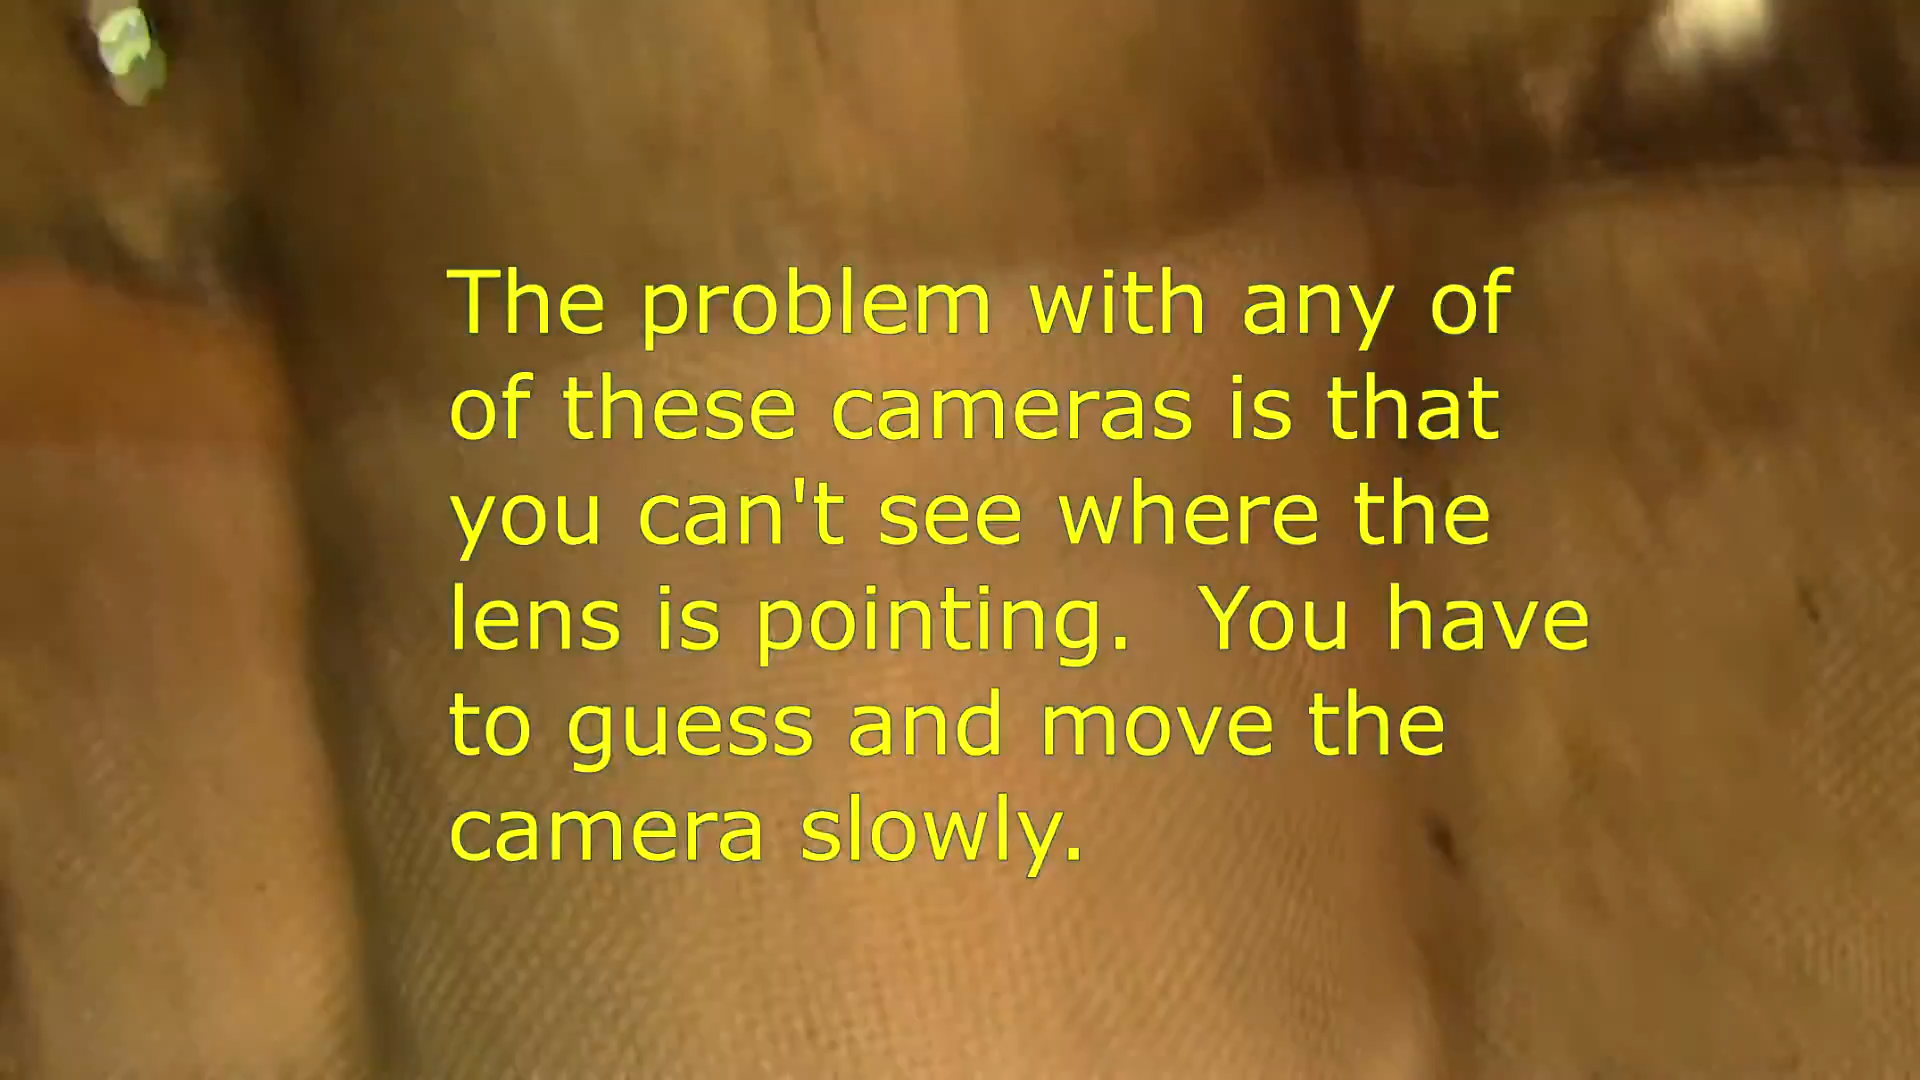 The problem with any of
of these cameras is that
you can't see where the
lens is pointing.  You have
to guess and move the
camera slowly.